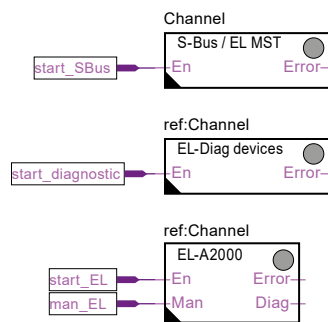 Channel
S-Bus / EL MST
start_SBus
En
Error
ref:Channel
EL-Diag devices
start_diagnostic
En
Error
ref:Channel
EL-A2000
start_EL
En
Error
man_EL
Man
Diag